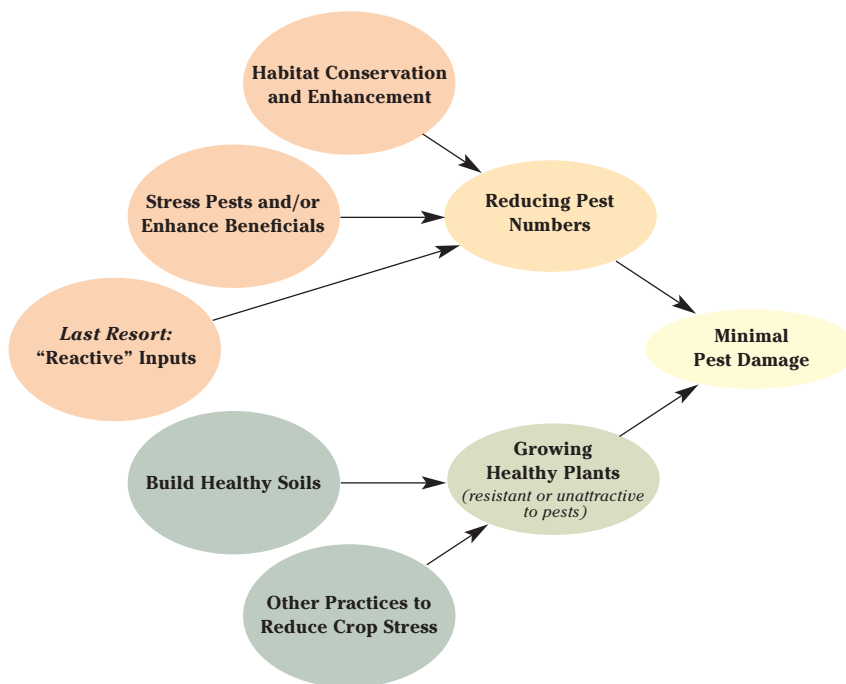 Habitat Conservation
and Enhancement
Stress Pests and/or
Enhance Beneficials
Reducing Pest
Numbers
Last Resort:
“Reactive” Inputs
Minimal
Pest Damage
Build Healthy Soils
Growing
Healthy Plants
(resistant or unattractive
to pests)
Other Practices to
Reduce Crop Stress